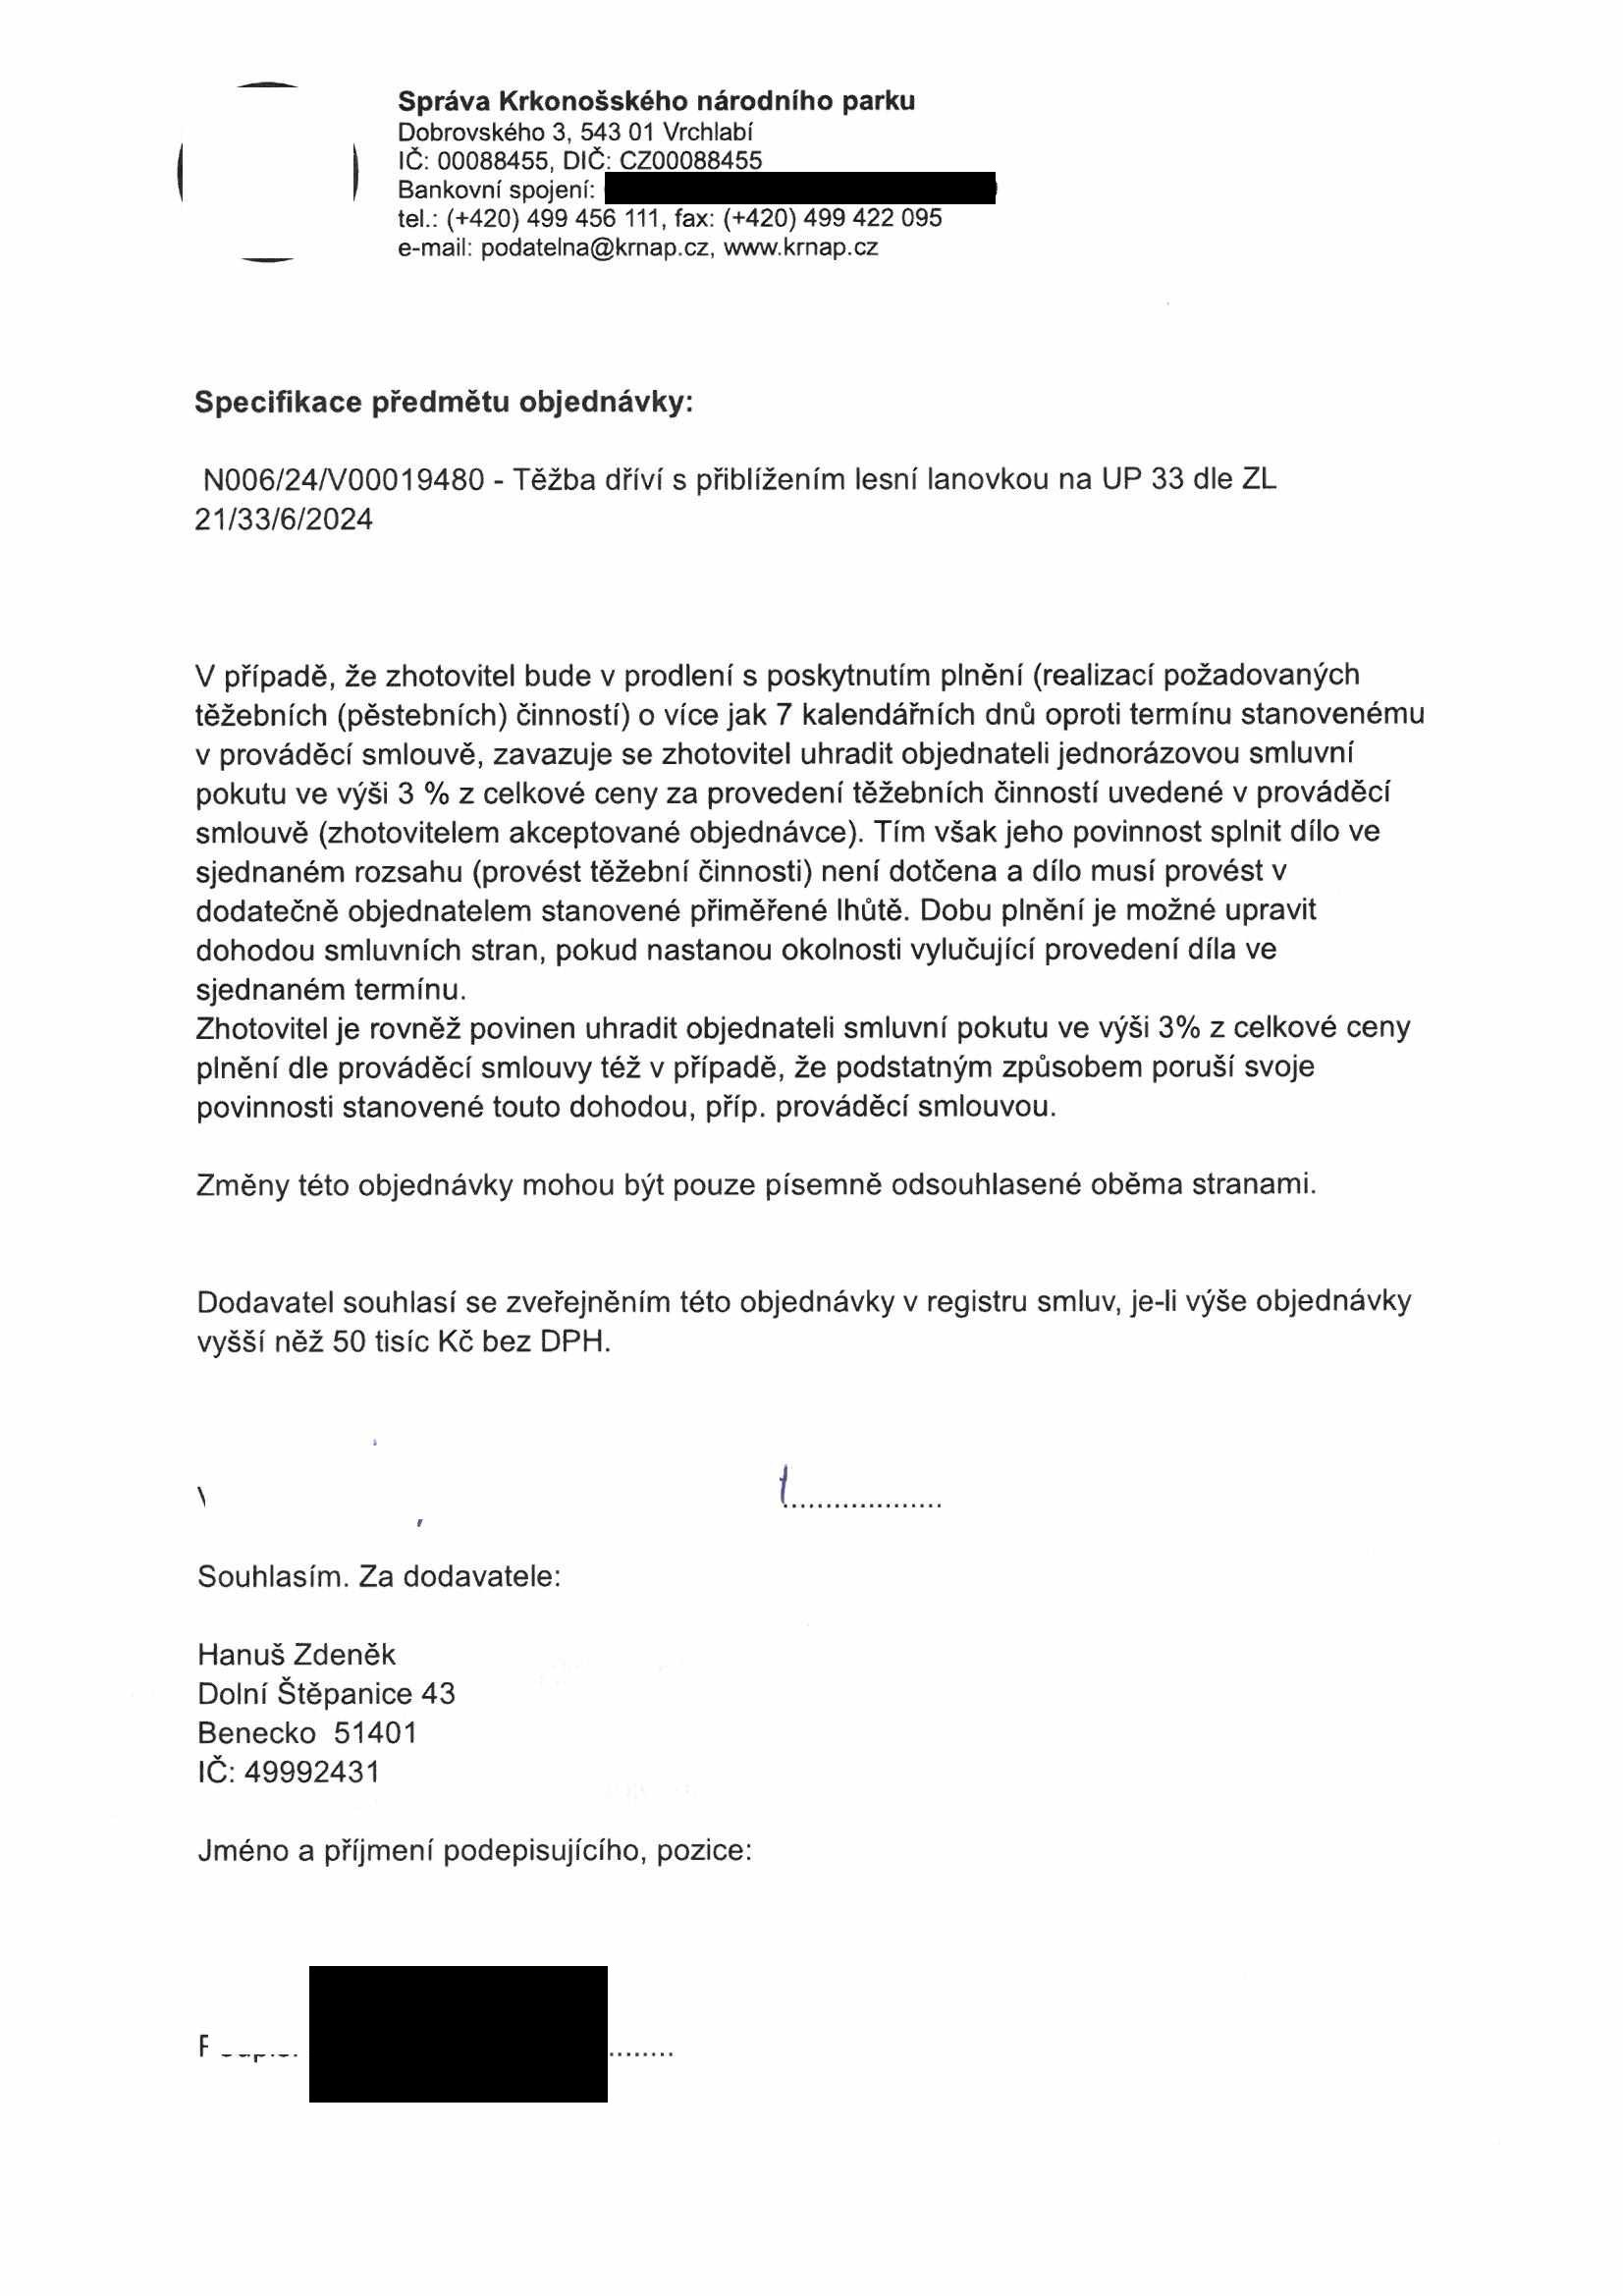 Správa Krkonošského národního parku
Dobrovského 3, 543 01 Vrchlabí
IČ: 00088455, DIČ: CZ00088455
Bankovní spojení:
tel.: (+420) 499 456 111, fax: (+420) 499 422 095
e-mail: podatelna@krnap.cz, www.krnap.cz
Specifikace předmětu objednávky:
N006/24/V00019480 - Těžba dříví s přiblížením lesní lanovkou na UP 33 dle ZL
21/33/6/2024
V případě, že zhotovitel bude v prodlení s poskytnutím plnění (realizací požadovaných
těžebních (pěstebních) činností) o více jak 7 kalendářních dnů oproti termínu stanovenému
v prováděcí smlouvě, zavazuje se zhotovitel uhradit objednateli jednorázovou smluvní
pokutu ve výši 3 % z celkové ceny za provedení těžebních činností uvedené v prováděcí
smlouvě (zhotovitelem akceptované objednávce). Tím však jeho povinnost splnit dílo ve
sjednaném rozsahu (provést těžební činnosti) není dotčena a dílo musí provést v
dodatečně objednatelem stanovené přiměřené lhůtě. Dobu plnění je možné upravit
dohodou smluvních stran, pokud nastanou okolnosti vylučující provedení díla ve
sjednaném termínu.
Zhotovitel je rovněž povinen uhradit objednateli smluvní pokutu ve výši 3% z celkové ceny
plnění dle prováděcí smlouvy též v případě, že podstatným způsobem poruší svoje
povinnosti stanovené touto dohodou, příp. prováděcí smlouvou.
Změny této objednávky mohou být pouze písemně odsouhlasené oběma stranami.
Dodavatel souhlasí se zveřejněním této objednávky v registru smluv, je-li výše objednávky
vyšší něž 50 tisíc Kč bez DPH.
...................
Souhlasím. Za dodavatele:
Hanuš Zdeněk
Dolní Štěpanice 43
Benecko  51401
IČ: 49992431
Jméno a příjmení podepisujícího, pozice:
........